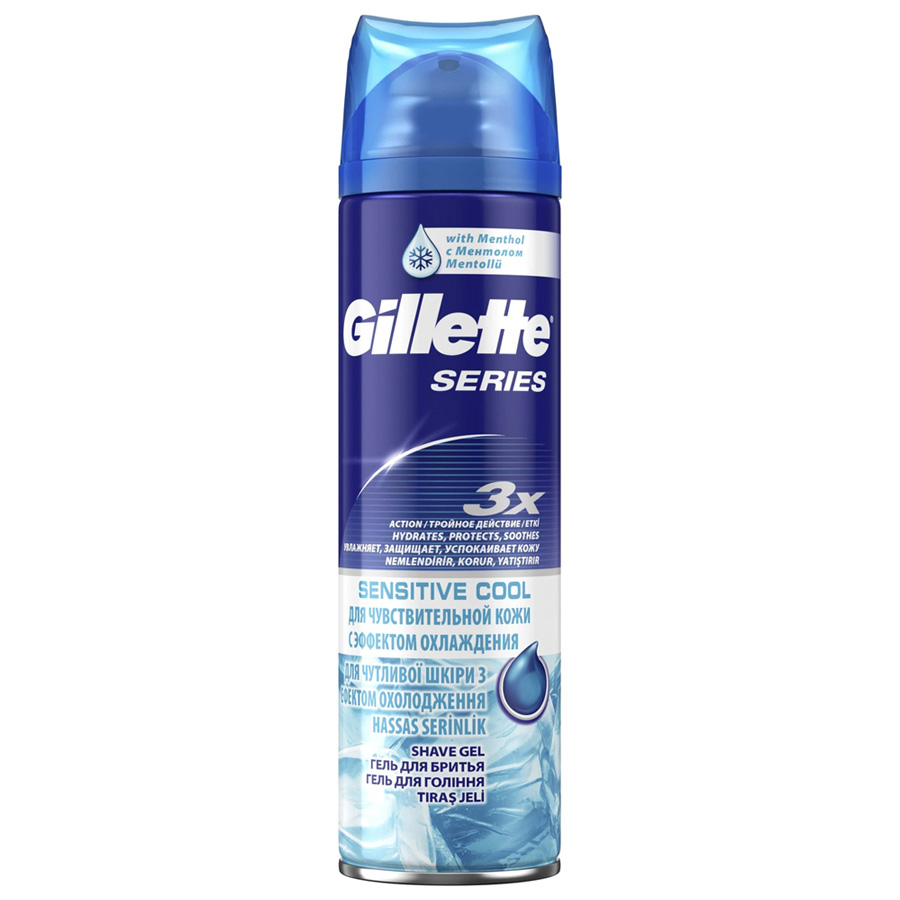 with Menthol
с Ментолом
Mentollü
Gillette®
SERIES
3x
ACTION/ТРОЙНОЕ ДЕЙСТВИЕ/ETKİ
HYDRATES, PROTECTS, SOOTHES
УВЛАЖНЯЕТ, ЗАЩИЩАЕТ, УСПОКАИВАЕТ КОЖУ
NEMLENDİRİR, KORUR, YATIŞTIRIR
SENSITIVE COOL
ДЛЯ ЧУВСТВИТЕЛЬНОЙ КОЖИ
С ЭФФЕКТОМ ОХЛАЖДЕНИЯ
ДЛЯ ЧУТЛИВОЇ ШКІРИ З
ЕФЕКТОМ ОХОЛОДЖЕННЯ
HASSAS SERİNLİK
SHAVE GEL
ГЕЛЬ ДЛЯ БРИТЬЯ
ГЕЛЬ ДЛЯ ГОЛІННЯ
TIRAŞ JELİ